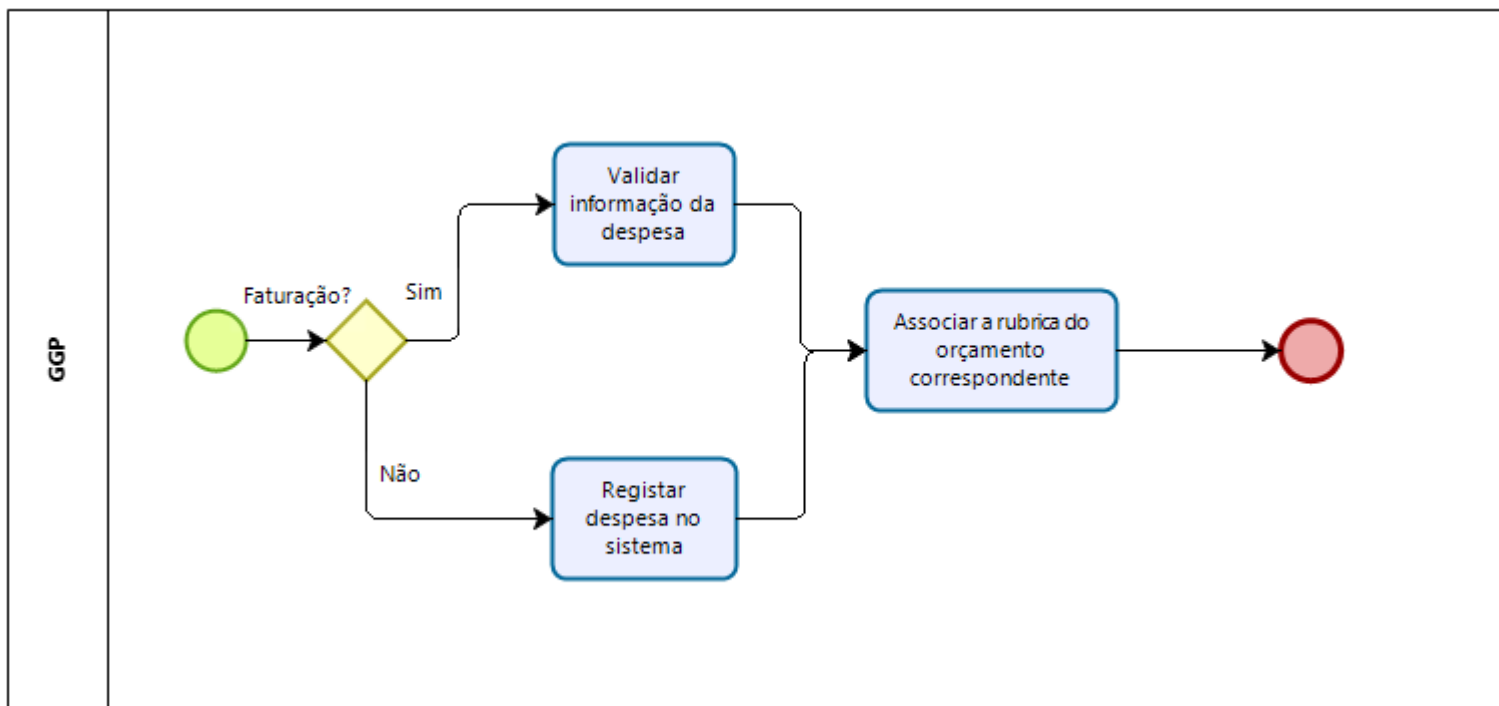 GGP
Faturação?
Sim
Não
Validar
informação da
despesa
Registar
despesa no
sistema
Associar a rubrica do
orçamento
correspondente